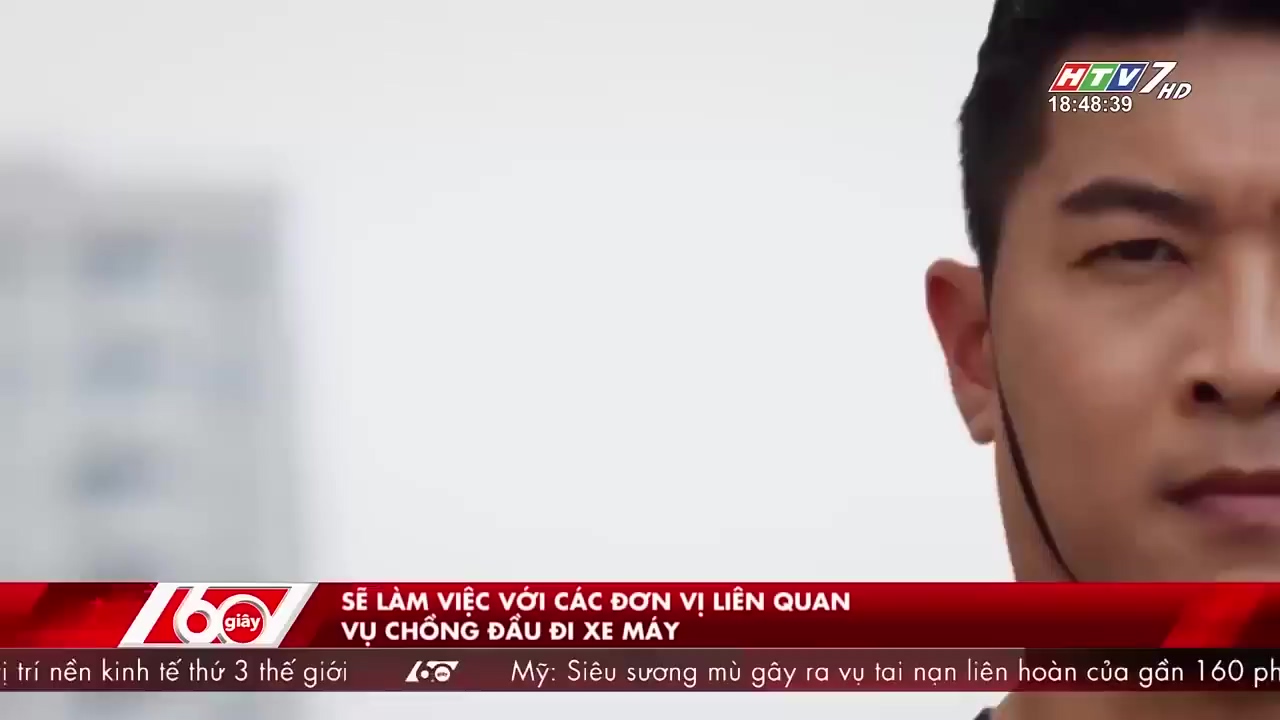 HTV7 HD
18:48:39
60 giây
SẼ LÀM VIỆC VỚI CÁC ĐƠN VỊ LIÊN QUAN
VỤ CHỒNG ĐẦU ĐI XE MÁY
trí nền kinh tế thứ 3 thế giới 60 giây Mỹ: Siêu sương mù gây ra vụ tai nạn liên hoàn của gần 160